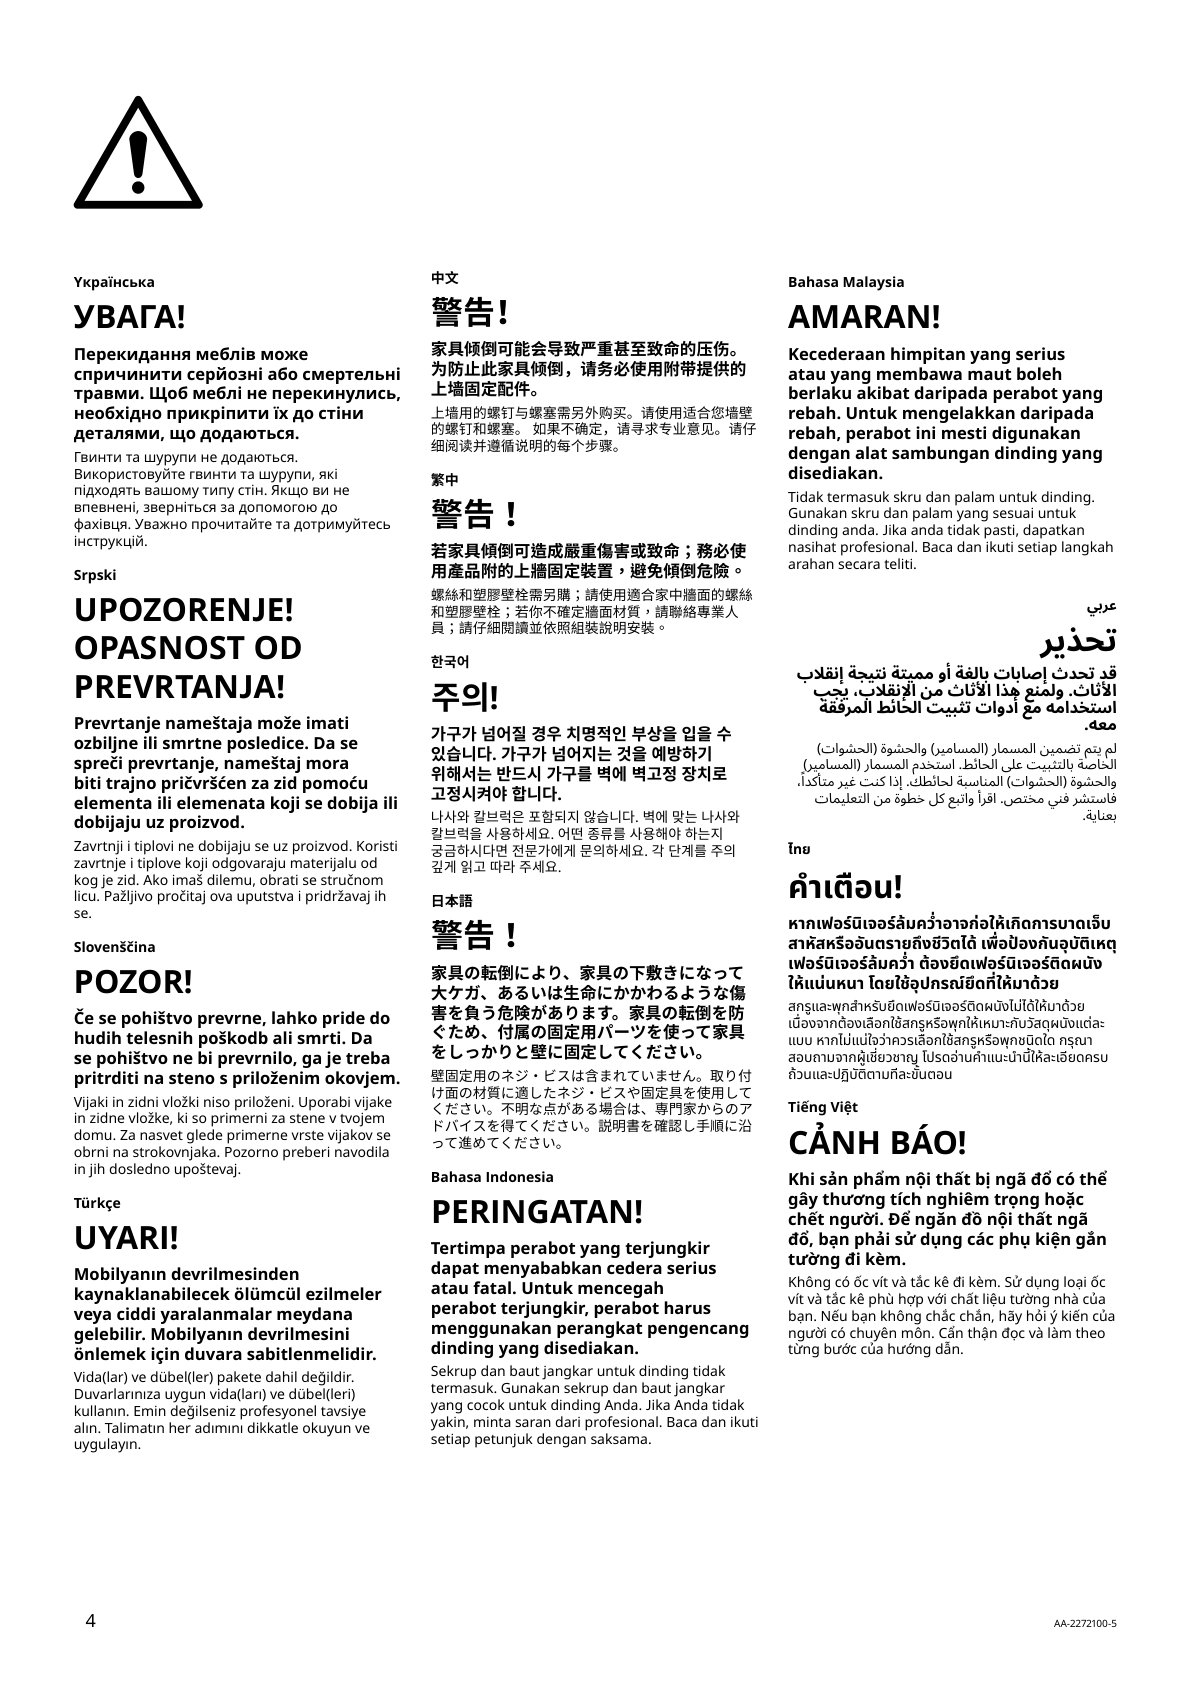 Українська
УВАГА!
Перекидання меблів може
спричинити серйозні або смертельні
травми. Щоб меблі не перекинулись,
необхідно прикріпити їх до стіни
деталями, що додаються.
Гвинти та шурупи не додаються.
Використовуйте гвинти та шурупи, які
підходять вашому типу стін. Якщо ви не
впевнені, зверніться за допомогою до
фахівця. Уважно прочитайте та дотримуйтесь
інструкцій.
Srpski
UPOZORENJE!
OPASNOST OD
PREVRTANJA!
Prevrtanje nameštaja može imati
ozbiljne ili smrtne posledice. Da se
spreči prevrtanje, nameštaj mora
biti trajno pričvršćen za zid pomoću
elementa ili elemenata koji se dobija ili
dobijaju uz proizvod.
Zavrtnji i tiplovi ne dobijaju se uz proizvod. Koristi
zavrtnje i tiplove koji odgovaraju materijalu od
kog je zid. Ako imaš dilemu, obrati se stručnom
licu. Pažljivo pročitaj ova uputstva i pridržavaj ih
se.
Slovenščina
POZOR!
Če se pohištvo prevrne, lahko pride do
hudih telesnih poškodb ali smrti. Da
se pohištvo ne bi prevrnilo, ga je treba
pritrditi na steno s priloženim okovjem.
Vijaki in zidni vložki niso priloženi. Uporabi vijake
in zidne vložke, ki so primerni za stene v tvojem
domu. Za nasvet glede primerne vrste vijakov se
obrni na strokovnjaka. Pozorno preberi navodila
in jih dosledno upoštevaj.
Türkçe
UYARI!
Mobilyanın devrilmesinden
kaynaklanabilecek ölümcül ezilmeler
veya ciddi yaralanmalar meydana
gelebilir. Mobilyanın devrilmesini
önlemek için duvara sabitlenmelidir.
Vida(lar) ve dübel(ler) pakete dahil değildir.
Duvarlarınıza uygun vida(ları) ve dübel(leri)
kullanın. Emin değilseniz profesyonel tavsiye
alın. Talimatın her adımını dikkatle okuyun ve
uygulayın.
中文
警告!
家具倾倒可能会导致严重甚至致命的压伤。
为防止此家具倾倒，请务必使用附带提供的
上墙固定配件。
上墙用的螺钉与螺塞需另外购买。请使用适合您墙壁
的螺钉和螺塞。 如果不确定，请寻求专业意见。请仔
细阅读并遵循说明的每个步骤。
繁中
警告！
若家具傾倒可造成嚴重傷害或致命；務必使
用產品附的上牆固定裝置，避免傾倒危險。
螺絲和塑膠壁栓需另購；請使用適合家中牆面的螺絲
和塑膠壁栓；若你不確定牆面材質，請聯絡專業人
員；請仔細閱讀並依照組裝說明安裝。
한국어
주의!
가구가 넘어질 경우 치명적인 부상을 입을 수
있습니다. 가구가 넘어지는 것을 예방하기
위해서는 반드시 가구를 벽에 벽고정 장치로
고정시켜야 합니다.
나사와 칼브럭은 포함되지 않습니다. 벽에 맞는 나사와
칼브럭을 사용하세요. 어떤 종류를 사용해야 하는지
궁금하시다면 전문가에게 문의하세요. 각 단계를 주의
깊게 읽고 따라 주세요.
日本語
警告！
家具の転倒により、家具の下敷きになって
大ケガ、あるいは生命にかかわるような傷
害を負う危険があります。家具の転倒を防
ぐため、付属の固定用パーツを使って家具
をしっかりと壁に固定してください。
壁固定用のネジ・ビスは含まれていません。取り付
け面の材質に適したネジ・ビスや固定具を使用して
ください。不明な点がある場合は、専門家からのア
ドバイスを得てください。説明書を確認し手順に沿
って進めてください。
Bahasa Indonesia
PERINGATAN!
Tertimpa perabot yang terjungkir
dapat menyababkan cedera serius
atau fatal. Untuk mencegah
perabot terjungkir, perabot harus
menggunakan perangkat pengencang
dinding yang disediakan.
Sekrup dan baut jangkar untuk dinding tidak
termasuk. Gunakan sekrup dan baut jangkar
yang cocok untuk dinding Anda. Jika Anda tidak
yakin, minta saran dari profesional. Baca dan ikuti
setiap petunjuk dengan saksama.
Bahasa Malaysia
AMARAN!
Kecederaan himpitan yang serius
atau yang membawa maut boleh
berlaku akibat daripada perabot yang
rebah. Untuk mengelakkan daripada
rebah, perabot ini mesti digunakan
dengan alat sambungan dinding yang
disediakan.
Tidak termasuk skru dan palam untuk dinding.
Gunakan skru dan palam yang sesuai untuk
dinding anda. Jika anda tidak pasti, dapatkan
nasihat profesional. Baca dan ikuti setiap langkah
arahan secara teliti.
عربي
تحذير
قد تحدث إصابات بالغة أو مميتة نتيجة إنقلاب
الأثاث. ولمنع هذا الأثاث من الإنقلاب، يجب
استخدامه مع أدوات تثبيت الحائط المرفقة
معه.
لم يتم تضمين المسمار (المسامير) والحشوة (الحشوات)
الخاصة بالتثبيت على الحائط. استخدم المسمار (المسامير)
والحشوة (الحشوات) المناسبة لحائطك. إذا كنت غير متأكداً،
فاستشر فني مختص. اقرأ واتبع كل خطوة من التعليمات
بعناية.
ไทย
คำเตือน!
หากเฟอร์นิเจอร์ล้มคว่ำอาจก่อให้เกิดการบาดเจ็บ
สาหัสหรืออันตรายถึงชีวิตได้ เพื่อป้องกันอุบัติเหตุ
เฟอร์นิเจอร์ล้มคว่ำ ต้องยึดเฟอร์นิเจอร์ติดผนัง
ให้แน่นหนา โดยใช้อุปกรณ์ยึดที่ให้มาด้วย
สกรูและพุกสำหรับยึดเฟอร์นิเจอร์ติดผนังไม่ได้ให้มาด้วย
เนื่องจากต้องเลือกใช้สกรูหรือพุกให้เหมาะกับวัสดุผนังแต่ละ
แบบ หากไม่แน่ใจว่าควรเลือกใช้สกรูหรือพุกชนิดใด กรุณา
สอบถามจากผู้เชี่ยวชาญ โปรดอ่านคำแนะนำนี้ให้ละเอียดครบ
ถ้วนและปฏิบัติตามทีละขั้นตอน
Tiếng Việt
CẢNH BÁO!
Khi sản phẩm nội thất bị ngã đổ có thể
gây thương tích nghiêm trọng hoặc
chết người. Để ngăn đồ nội thất ngã
đổ, bạn phải sử dụng các phụ kiện gắn
tường đi kèm.
Không có ốc vít và tắc kê đi kèm. Sử dụng loại ốc
vít và tắc kê phù hợp với chất liệu tường nhà của
bạn. Nếu bạn không chắc chắn, hãy hỏi ý kiến của
người có chuyên môn. Cẩn thận đọc và làm theo
từng bước của hướng dẫn.
4
AA-2272100-5